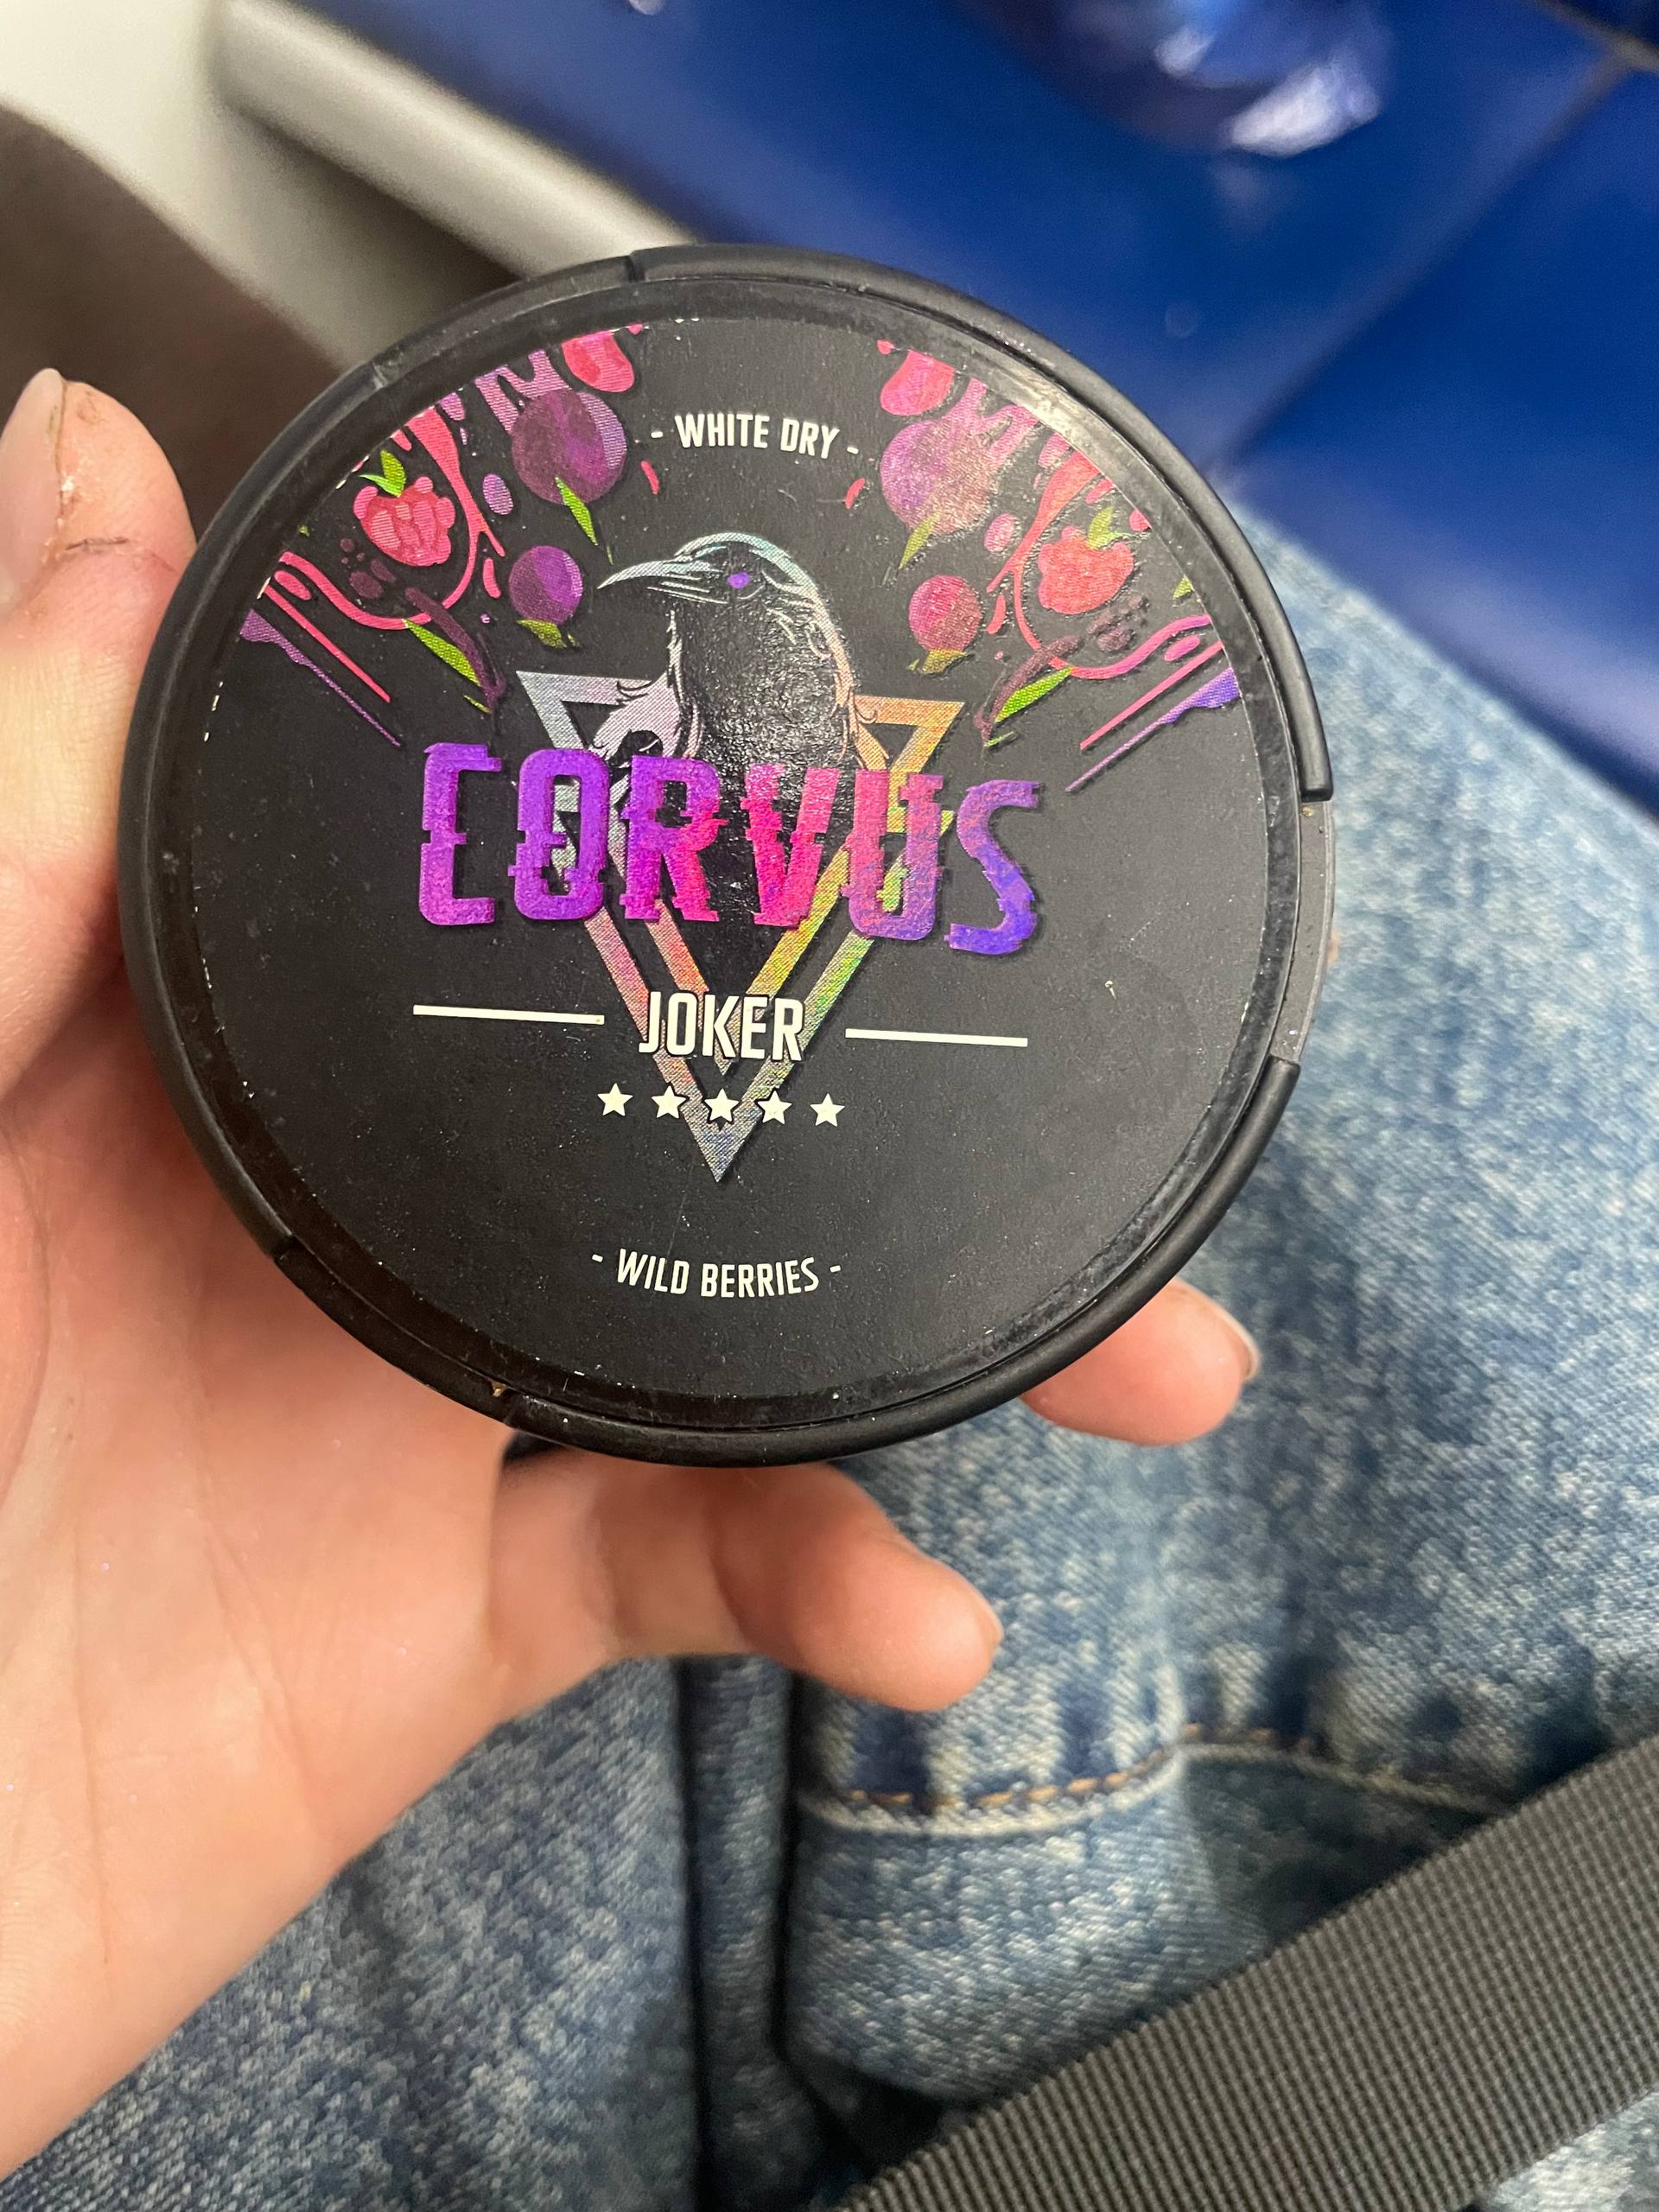 - WHITE DRY -
CORVUS
JOKER
- WILD BERRIES -